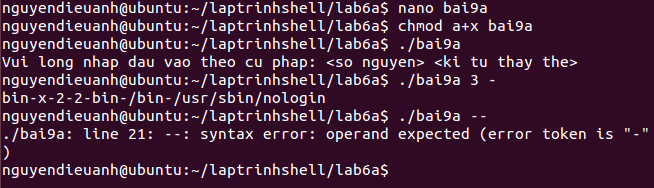 nguyendieuanh@ubuntu:~/laptrinhshell/lab6a$ nano bai9a
nguyendieuanh@ubuntu:~/laptrinhshell/lab6a$ chmod a+x bai9a
nguyendieuanh@ubuntu:~/laptrinhshell/lab6a$ ./bai9a
Vui long nhap dau vao theo cu phap: <so nguyen> <ki tu thay the>
nguyendieuanh@ubuntu:~/laptrinhshell/lab6a$ ./bai9a 3 -
bin-x-2-2-bin-/bin-/usr/sbin/nologin
nguyendieuanh@ubuntu:~/laptrinhshell/lab6a$ ./bai9a --
./bai9a: line 21: --: syntax error: operand expected (error token is "-"
)
nguyendieuanh@ubuntu:~/laptrinhshell/lab6a$